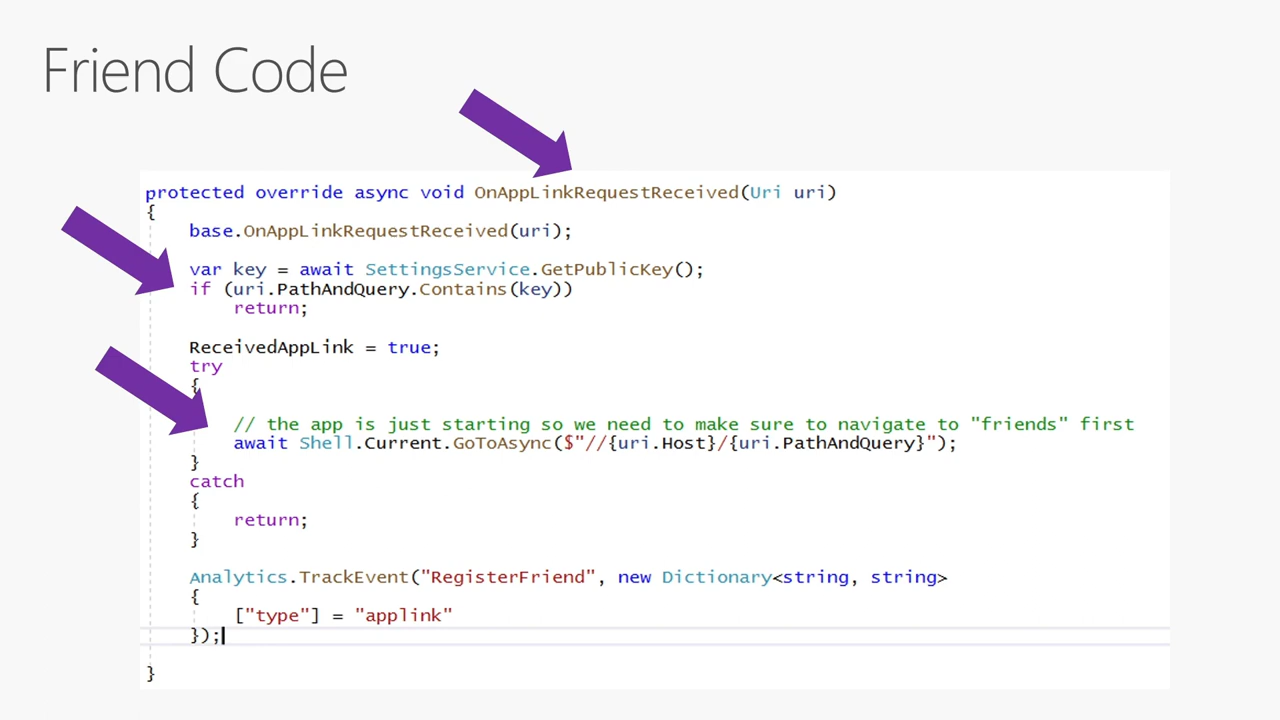 Friend Code
protected override async void OnAppLinkRequestReceived(Uri uri)
{
base.OnAppLinkRequestReceived(uri);
var key = await SettingsService.GetPublicKey();
if (uri.PathAndQuery.Contains(key))
return;
ReceivedAppLink = true;
try
{
// the app is just starting so we need to make sure to navigate to "friends" first
await Shell.Current.GoToAsync($"//{uri.Host}/{uri.PathAndQuery}");
}
catch
{
return;
}
Analytics.TrackEvent("RegisterFriend", new Dictionary<string, string>
{
["type"] = "applink"
});
}